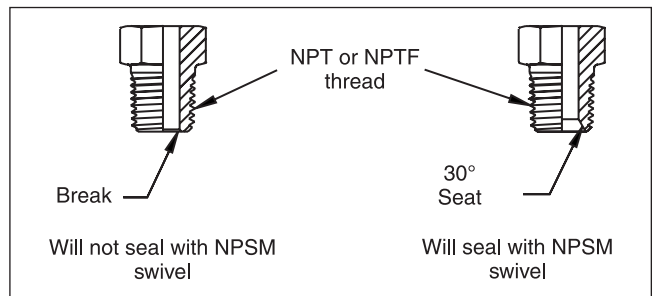 NPT or NPTF
thread
Break
30°
Seat
Will not seal with NPSM
swivel
Will seal with NPSM
swivel